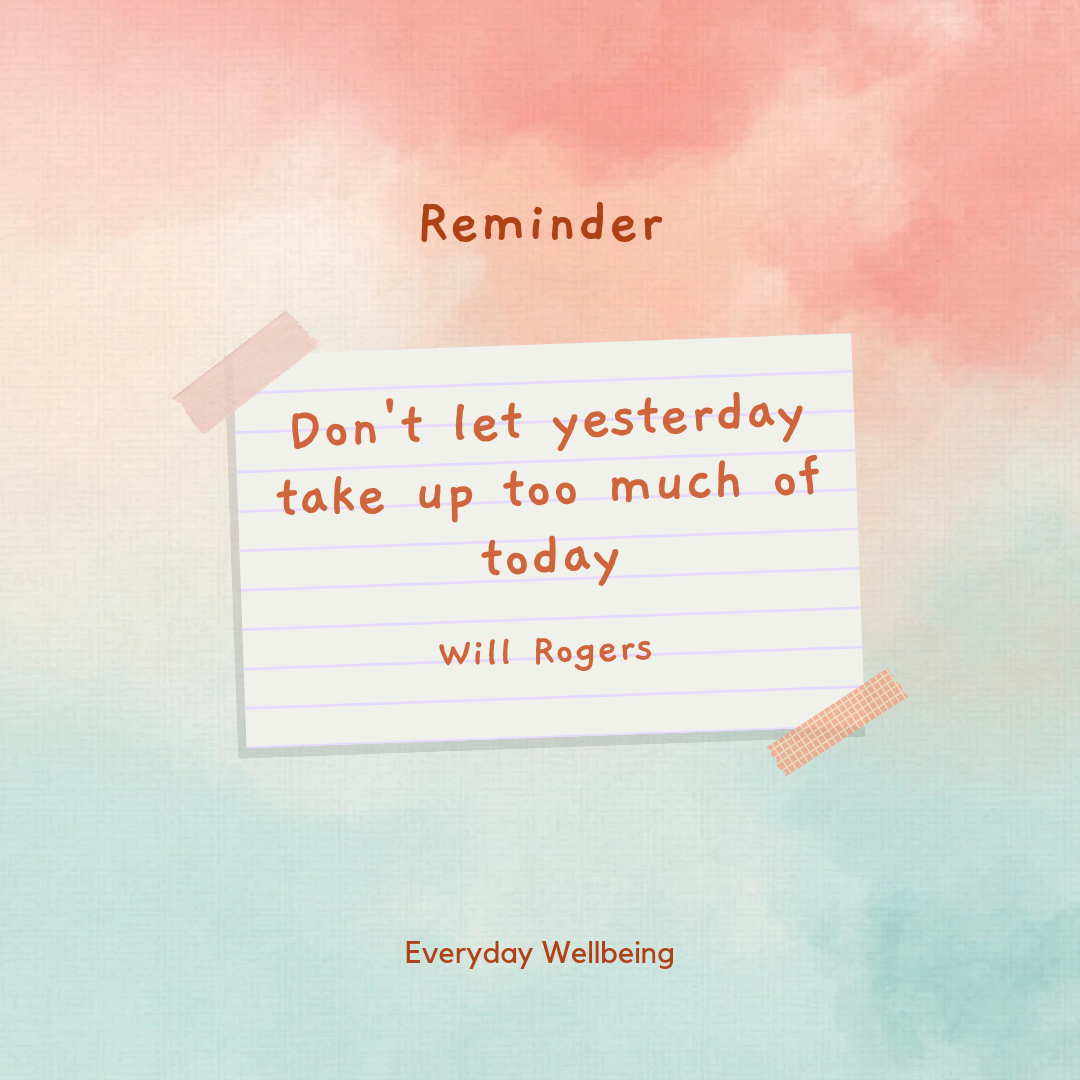 Reminder
Don't let yesterday
take up too much of
today
Will Rogers
Everyday Wellbeing